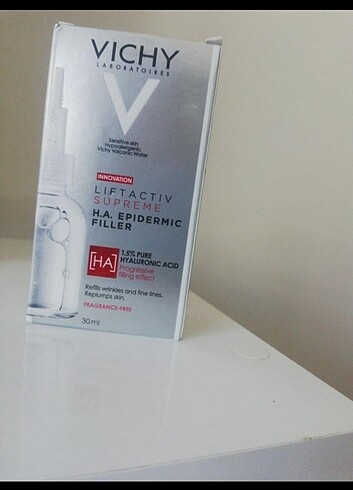 VICHY
LABORATOIRES
V
Sensitive skin
Hypoallergenic
Vichy Volcanic Water
INNOVATION
LIFTACTIV
SUPREME
H.A. EPIDERMIC
FILLER
[HA]
1.5% PURE
HYALURONIC ACID
Progressive
filling effect
Refills wrinkles and fine lines.
Replumps skin.
FRAGRANCE-FREE
30 ml